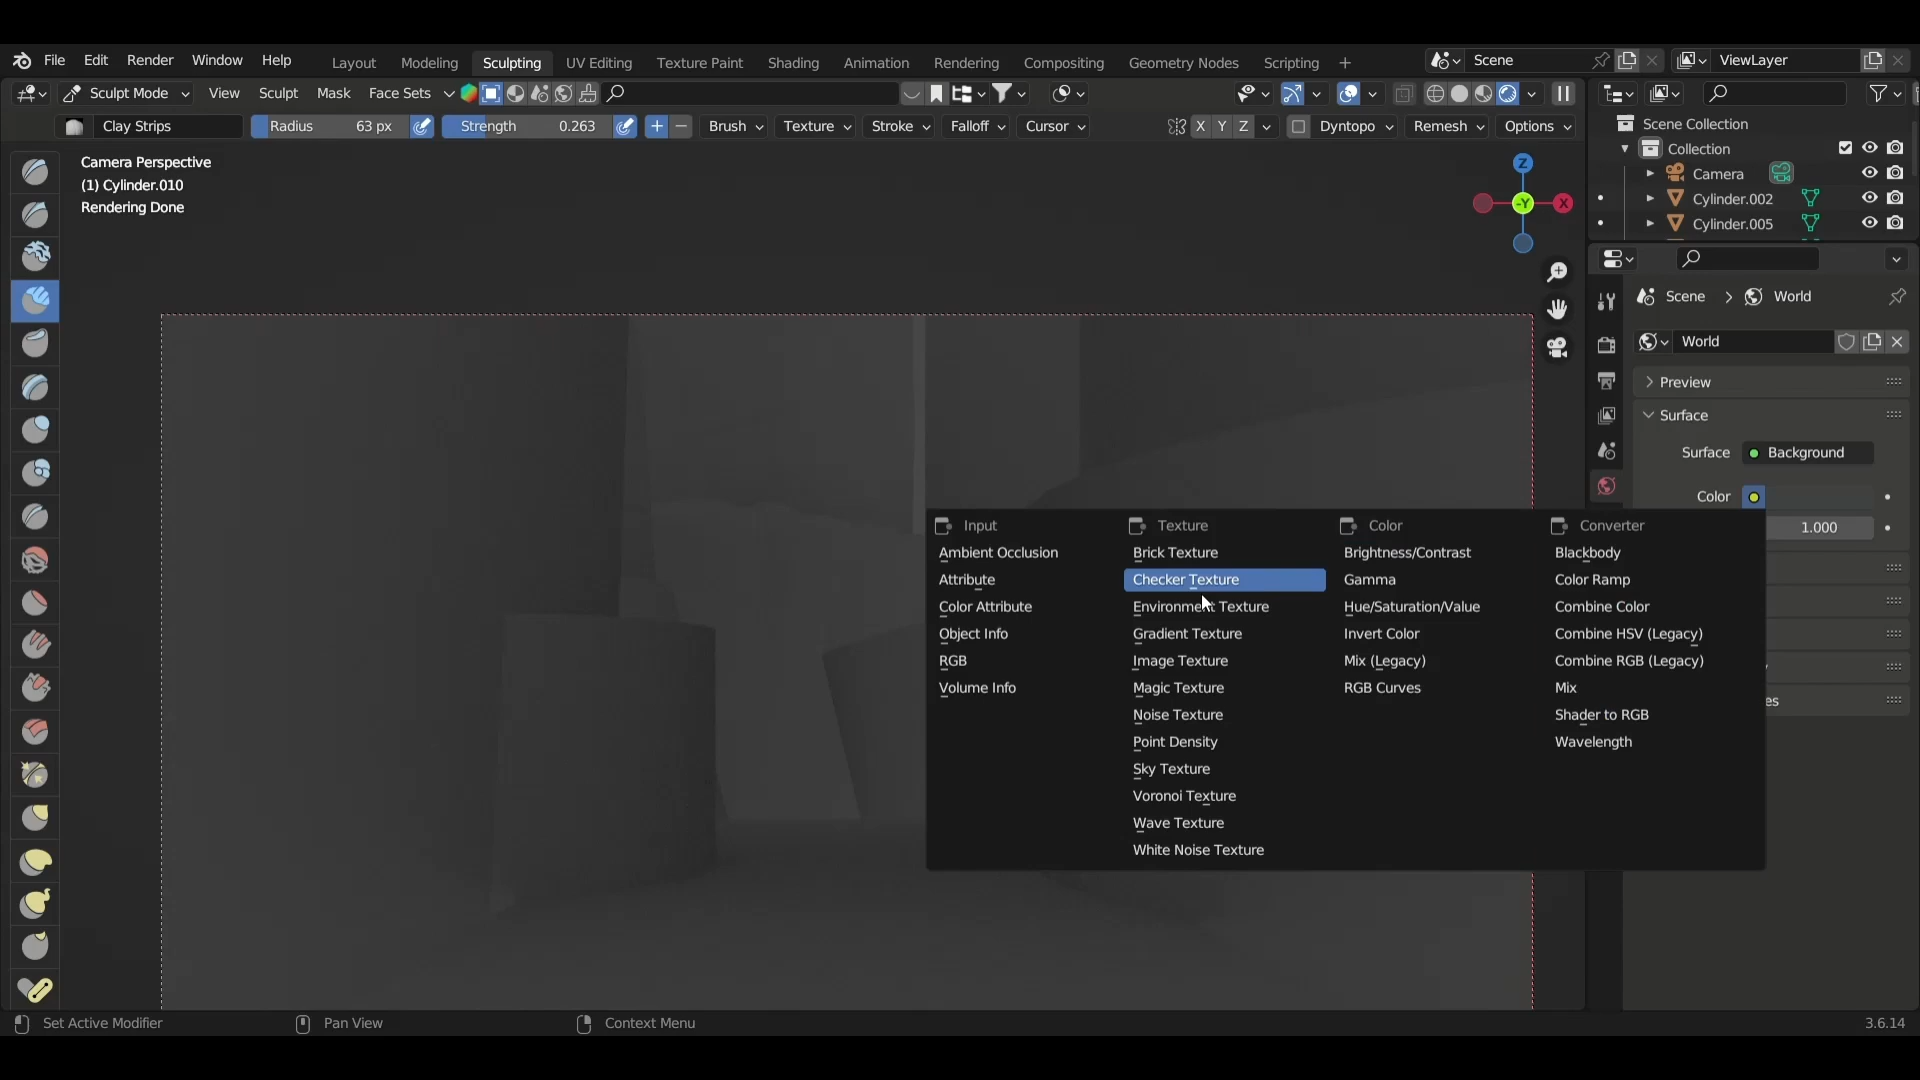 File Edit Render Window Help Layout Modeling Sculpting UV Editing Texture Paint Shading Animation Rendering Compositing Geometry Nodes Scripting + Scene ViewLayer
Sculpt Mode View Sculpt Mask Face Sets
Clay Strips Radius 63 px Strength 0.263 Brush Texture Stroke Falloff Cursor X Y Z Dyntopo Remesh Options
Camera Perspective
(1) Cylinder.010
Rendering Done
Z
-Y X
Scene Collection
Collection
Camera
Cylinder.002
Cylinder.005
Scene > World
World
Preview
Surface
Surface Background
Color
1.000
es
Input Texture Color Converter
Ambient Occlusion Brick Texture Brightness/Contrast Blackbody
Attribute Checker Texture Gamma Color Ramp
Color Attribute Environment Texture Hue/Saturation/Value Combine Color
Object Info Gradient Texture Invert Color Combine HSV (Legacy)
RGB Image Texture Mix (Legacy) Combine RGB (Legacy)
Volume Info Magic Texture RGB Curves Mix
Noise Texture Shader to RGB
Point Density Wavelength
Sky Texture
Voronoi Texture
Wave Texture
White Noise Texture
Set Active Modifier Pan View Context Menu 3.6.14